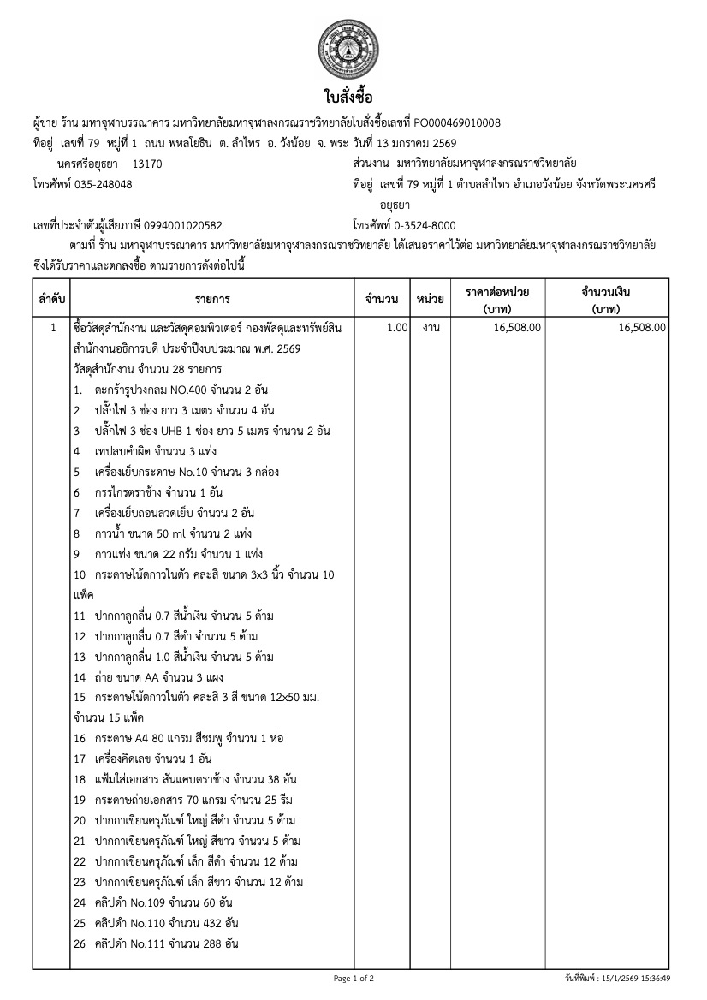 ใบสั่งซื้อ
ผู้ขาย ร้าน มหาจุฬาบรรณาคาร มหาวิทยาลัยมหาจุฬาลงกรณราชวิทยาลัยใบสั่งซื้อเลขที่ PO000469010008
ที่อยู่ เลขที่ 79 หมู่ที่ 1 ถนน พหลโยธิน ต. ลำไทร อ. วังน้อย จ. พระ วันที่ 13 มกราคม 2569
นครศรีอยุธยา 13170 ส่วนงาน มหาวิทยาลัยมหาจุฬาลงกรณราชวิทยาลัย
โทรศัพท์ 035-248048 ที่อยู่ เลขที่ 79 หมู่ที่ 1 ตำบลลำไทร อำเภอวังน้อย จังหวัดพระนครศรี
อยุธยา
เลขที่ประจำตัวผู้เสียภาษี 0994001020582 โทรศัพท์ 0-3524-8000
ตามที่ ร้าน มหาจุฬาบรรณาคาร มหาวิทยาลัยมหาจุฬาลงกรณราชวิทยาลัย ได้เสนอราคาไว้ต่อ มหาวิทยาลัยมหาจุฬาลงกรณราชวิทยาลัย
ซึ่งได้รับราคาและตกลงซื้อ ตามรายการดังต่อไปนี้
ลำดับ รายการ จำนวน หน่วย ราคาต่อหน่วย (บาท) จำนวนเงิน (บาท)
1 ซื้อวัสดุสำนักงาน และวัสดุคอมพิวเตอร์ กองพัสดุและทรัพย์สิน 1.00 งาน 16,508.00 16,508.00
สำนักงานอธิการบดี ประจำปีงบประมาณ พ.ศ. 2569
วัสดุสำนักงาน จำนวน 28 รายการ
1. ตะกร้ารูปวงกลม NO.400 จำนวน 2 อัน
2 ปลั๊กไฟ 3 ช่อง ยาว 3 เมตร จำนวน 4 อัน
3 ปลั๊กไฟ 3 ช่อง UHB 1 ช่อง ยาว 5 เมตร จำนวน 2 อัน
4 เทปลบคำผิด จำนวน 3 แท่ง
5 เครื่องเย็บกระดาษ No.10 จำนวน 3 กล่อง
6 กรรไกรตราช้าง จำนวน 1 อัน
7 เครื่องเย็บถอนลวดเย็บ จำนวน 2 อัน
8 กาวน้ำ ขนาด 50 ml จำนวน 2 แท่ง
9 กาวแท่ง ขนาด 22 กรัม จำนวน 1 แท่ง
10 กระดาษโน้ตกาวในตัว คละสี ขนาด 3x3 นิ้ว จำนวน 10
แพ็ค
11 ปากกาลูกลื่น 0.7 สีน้ำเงิน จำนวน 5 ด้าม
12 ปากกาลูกลื่น 0.7 สีดำ จำนวน 5 ด้าม
13 ปากกาลูกลื่น 1.0 สีน้ำเงิน จำนวน 5 ด้าม
14 ถ่าย ขนาด AA จำนวน 3 แผง
15 กระดาษโน้ตกาวในตัว คละสี 3 สี ขนาด 12x50 มม.
จำนวน 15 แพ็ค
16 กระดาษ A4 80 แกรม สีชมพู จำนวน 1 ห่อ
17 เครื่องคิดเลข จำนวน 1 อัน
18 แฟ้มใส่เอกสาร สันแคบตราช้าง จำนวน 38 อัน
19 กระดาษถ่ายเอกสาร 70 แกรม จำนวน 25 รีม
20 ปากกาเขียนครุภัณฑ์ ใหญ่ สีดำ จำนวน 5 ด้าม
21 ปากกาเขียนครุภัณฑ์ ใหญ่ สีขาว จำนวน 5 ด้าม
22 ปากกาเขียนครุภัณฑ์ เล็ก สีดำ จำนวน 12 ด้าม
23 ปากกาเขียนครุภัณฑ์ เล็ก สีขาว จำนวน 12 ด้าม
24 คลิปดำ No.109 จำนวน 60 อัน
25 คลิปดำ No.110 จำนวน 432 อัน
26 คลิปดำ No.111 จำนวน 288 อัน
Page 1 of 2 วันที่พิมพ์ : 15/1/2569 15:36:49